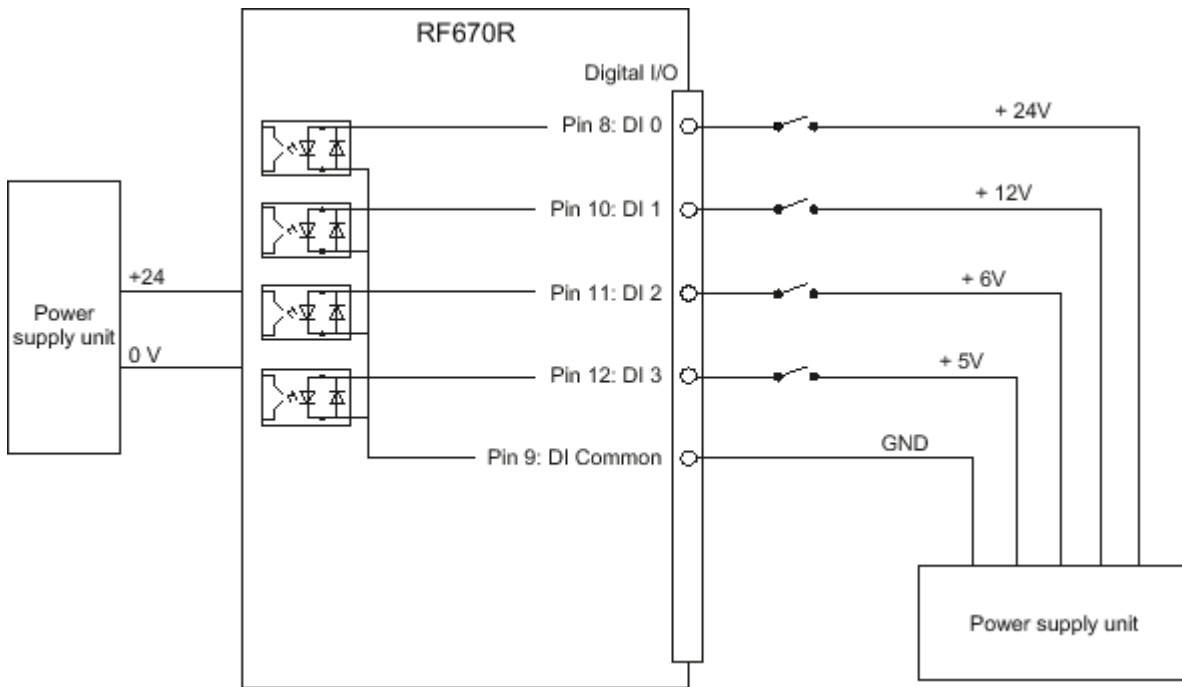 RF670R
Digital I/O
Pin 8: DI 0
+ 24V
Pin 10: DI 1
+ 12V
+24
Pin 11: DI 2
+ 6V
Power
supply unit
0 V
Pin 12: DI 3
+ 5V
Pin 9: DI Common
GND
Power supply unit